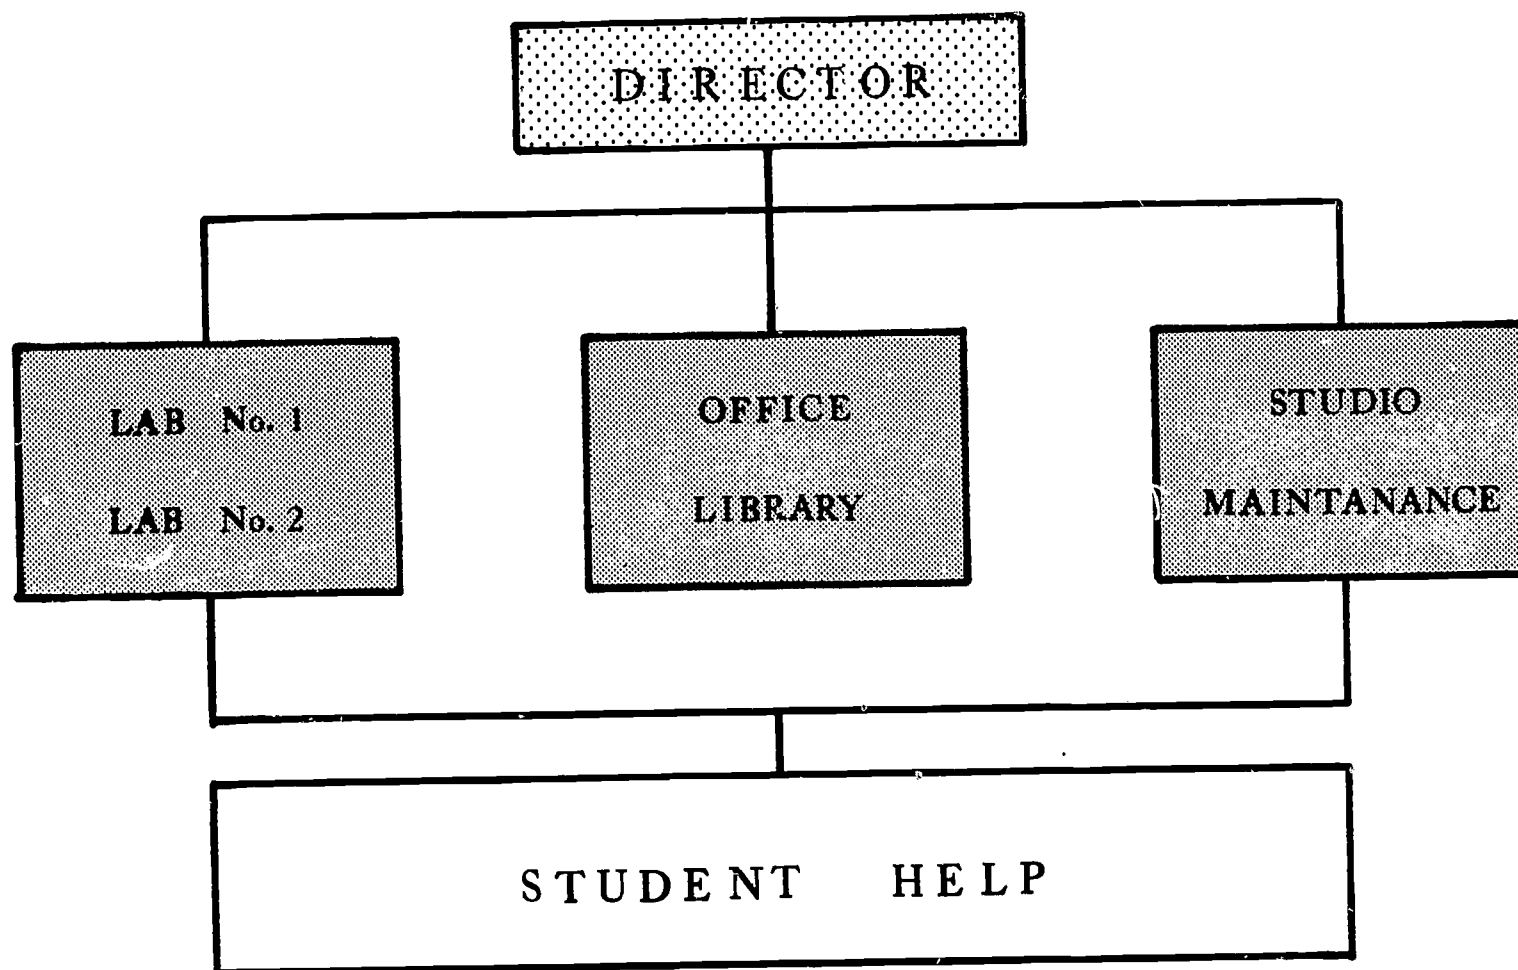 DIRECTOR
LAB No. 1
LAB No. 2
OFFICE
LIBRARY
STUDIO
MAINTANANCE
STUDENT HELP